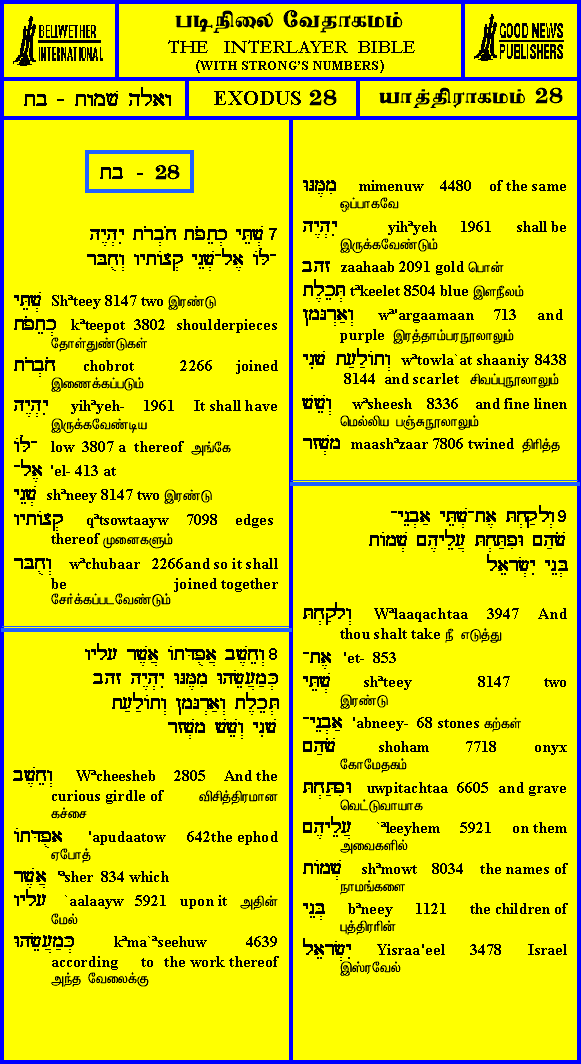 BELLWETHER
INTERNATIONAL
படிநிலை வேதாகமம்
THE INTERLAYER BIBLE
(WITH STRONG'S NUMBERS)
GOOD NEWS
PUBLISHERS
ואלה שמות - בת
EXODUS 28
யாத்திராகமம் 28
בת - 28
7 שְׁתֵּי כְתֵפֹת חֹבְרֹת יִהְיֶה
־לּוֹ אֶל־שְׁנֵי קְצוֹתָיו וְחֻבָּר
שְׁתֵּי Shᵊteey 8147 two இரண்டு
כְתֵפֹת kᵊteepot 3802 shoulderpieces
தோள்துண்டுகள்
חֹבְרֹת chobrot 2266 joined
இணைக்கப்படும்
יִהְיֶה yihᵊyeh- 1961 It shall have
இருக்கவேண்டிய
־לּוֹ low 3807 a thereof அங்கே
אֶל־ 'el- 413 at
שְׁנֵי shᵊneey 8147 two இரண்டு
קְצוֹתָיו qᵊtsowtaayw 7098 edges
thereof முனைகளும்
וְחֻבָּר wᵊchubaar 2266and so it shall
be joined together
சேர்க்கப்படவேண்டும்
8 וְחֵשֶׁב אֲפֻדָּתוֹ אֲשֶׁר עָלָיו
כְּמַעֲשֵׂהוּ מִמֶּנּוּ יִהְיֶה זָהָב
תְּכֵלֶת וְאַרְגָּמָן וְתוֹלַעַת
שָׁנִי וְשֵׁשׁ מָשְׁזָר
וְחֵשֶׁב Wᵊcheesheb 2805 And the
curious girdle of விசித்திரமான
கச்சை
אֲפֻדָּתוֹ 'apudaatow 642the ephod
ஏபோத்
אֲשֶׁר ᵃsher 834 which
עָלָיו `aalaayw 5921 upon it அதின்
மேல்
כְּמַעֲשֵׂהוּ kᵊma`ᵃseehuw 4639
according to the work thereof
அந்த வேலைக்கு
מִמֶּנּוּ mimenuw 4480 of the same
ஒப்பாகவே
יִהְיֶה yihᵊyeh 1961 shall be
இருக்கவேண்டும்
זָהָב zaahaab 2091 gold பொன்
תְּכֵלֶת tᵊkeelet 8504 blue இளநீலம்
וְאַרְגָּמָן wᵊ'argaamaan 713 and
purple இரத்தாம்பரநூலாலும்
וְתוֹלַעַת שָׁנִי wᵊtowla`at shaaniy 8438
8144 and scarlet சிவப்புநூலாலும்
וְשֵׁשׁ wᵊsheesh 8336 and fine linen
மெல்லிய பஞ்சுநூலாலும்
מָשְׁזָר maashᵊzaar 7806 twined திரித்த
9 וְלָקַחְתָּ אֶת־שְׁתֵּי אַבְנֵי־
שֹׁהַם וּפִתַּחְתָּ עֲלֵיהֶם שְׁמוֹת
בְּנֵי יִשְׂרָאֵל
וְלָקַחְתָּ Wᵊlaaqachtaa 3947 And
thou shalt take நீ எடுத்து
אֶת־ 'et- 853
שְׁתֵּי shᵊteey 8147 two
இரண்டு
אַבְנֵי־ 'abneey- 68 stones கற்கள்
שֹׁהַם shoham 7718 onyx
கோமேதகம்
וּפִתַּחְתָּ uwpitachtaa 6605 and grave
வெட்டுவாயாக
עֲלֵיהֶם `ᵃleeyhem 5921 on them
அவைகளில்
שְׁמוֹת shᵊmowt 8034 the names of
நாமங்களை
בְּנֵי bᵊneey 1121 the children of
புத்திரரின்
יִשְׂרָאֵל Yisraa'eel 3478 Israel
இஸ்ரவேல்